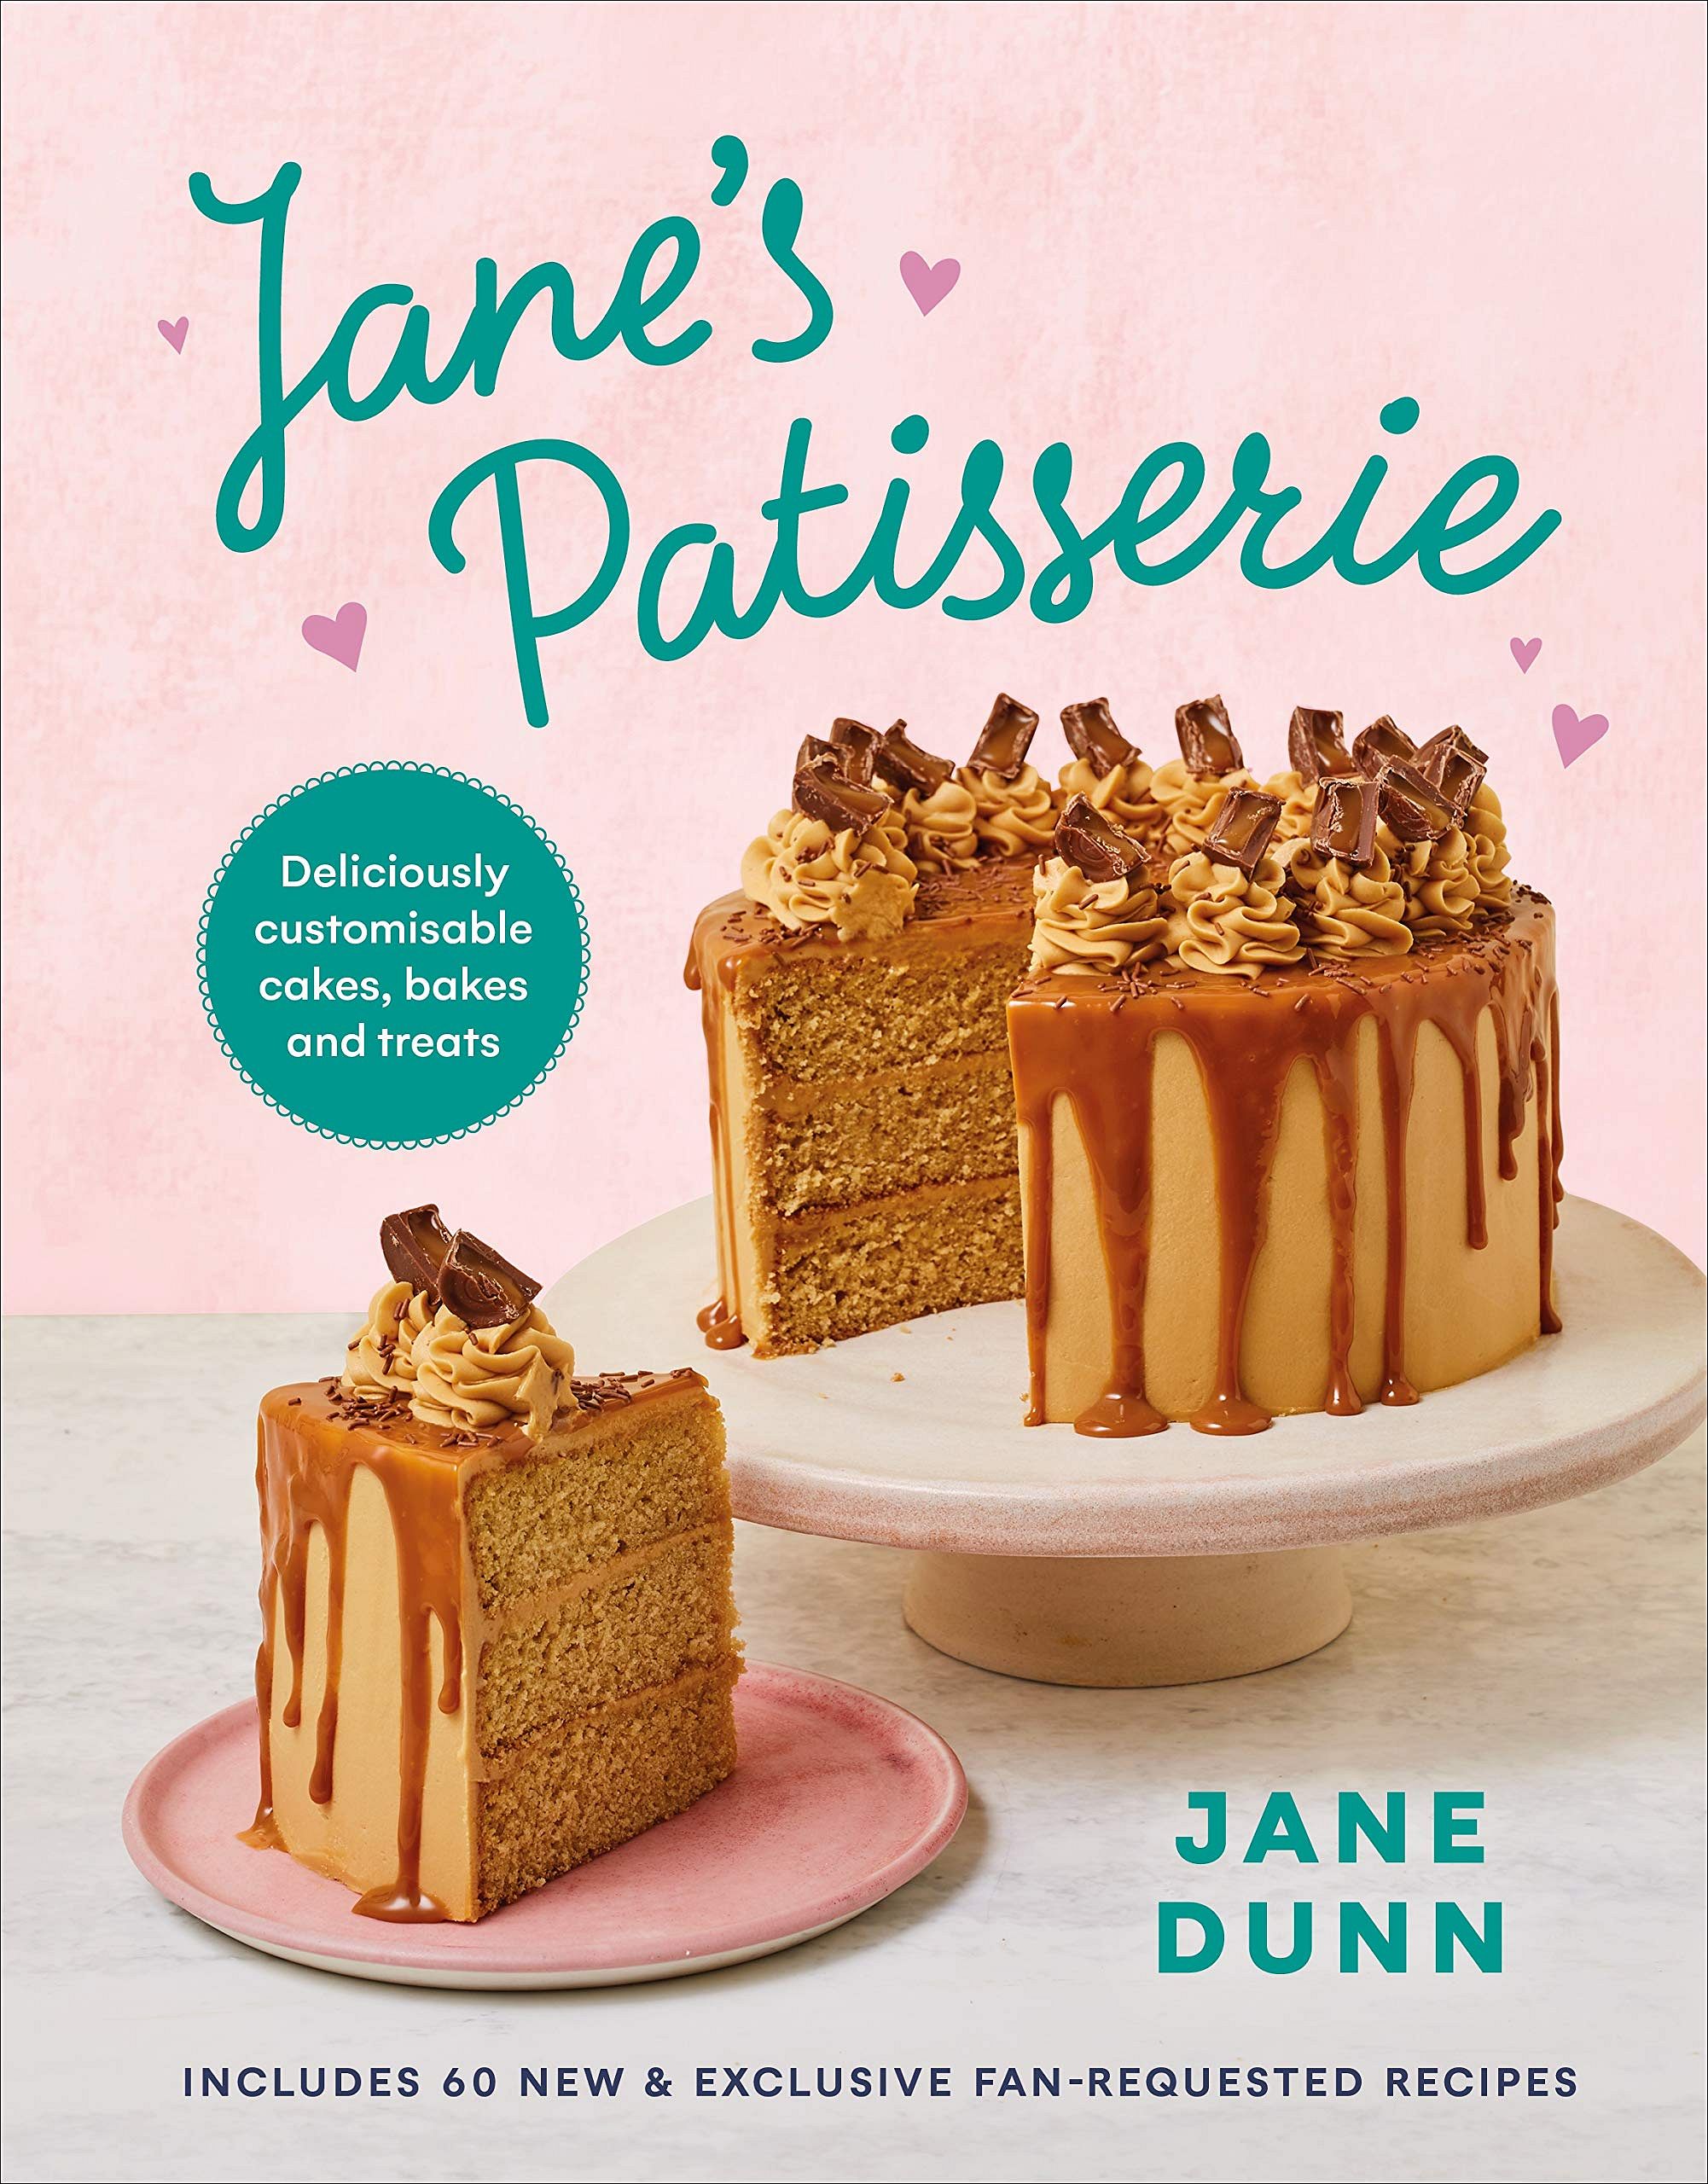 Jane's
Patisserie
Deliciously
customisable
cakes, bakes
and treats
JANE
DUNN
INCLUDES 60 NEW & EXCLUSIVE FAN-REQUESTED RECIPES